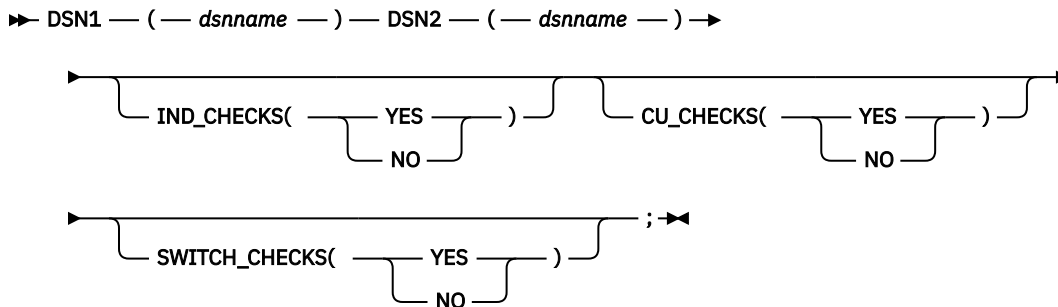 DSN1 ( dsnname ) DSN2 ( dsnname )
IND_CHECKS( YES ) CU_CHECKS( YES )
NO NO
;
SWITCH_CHECKS( YES )
NO